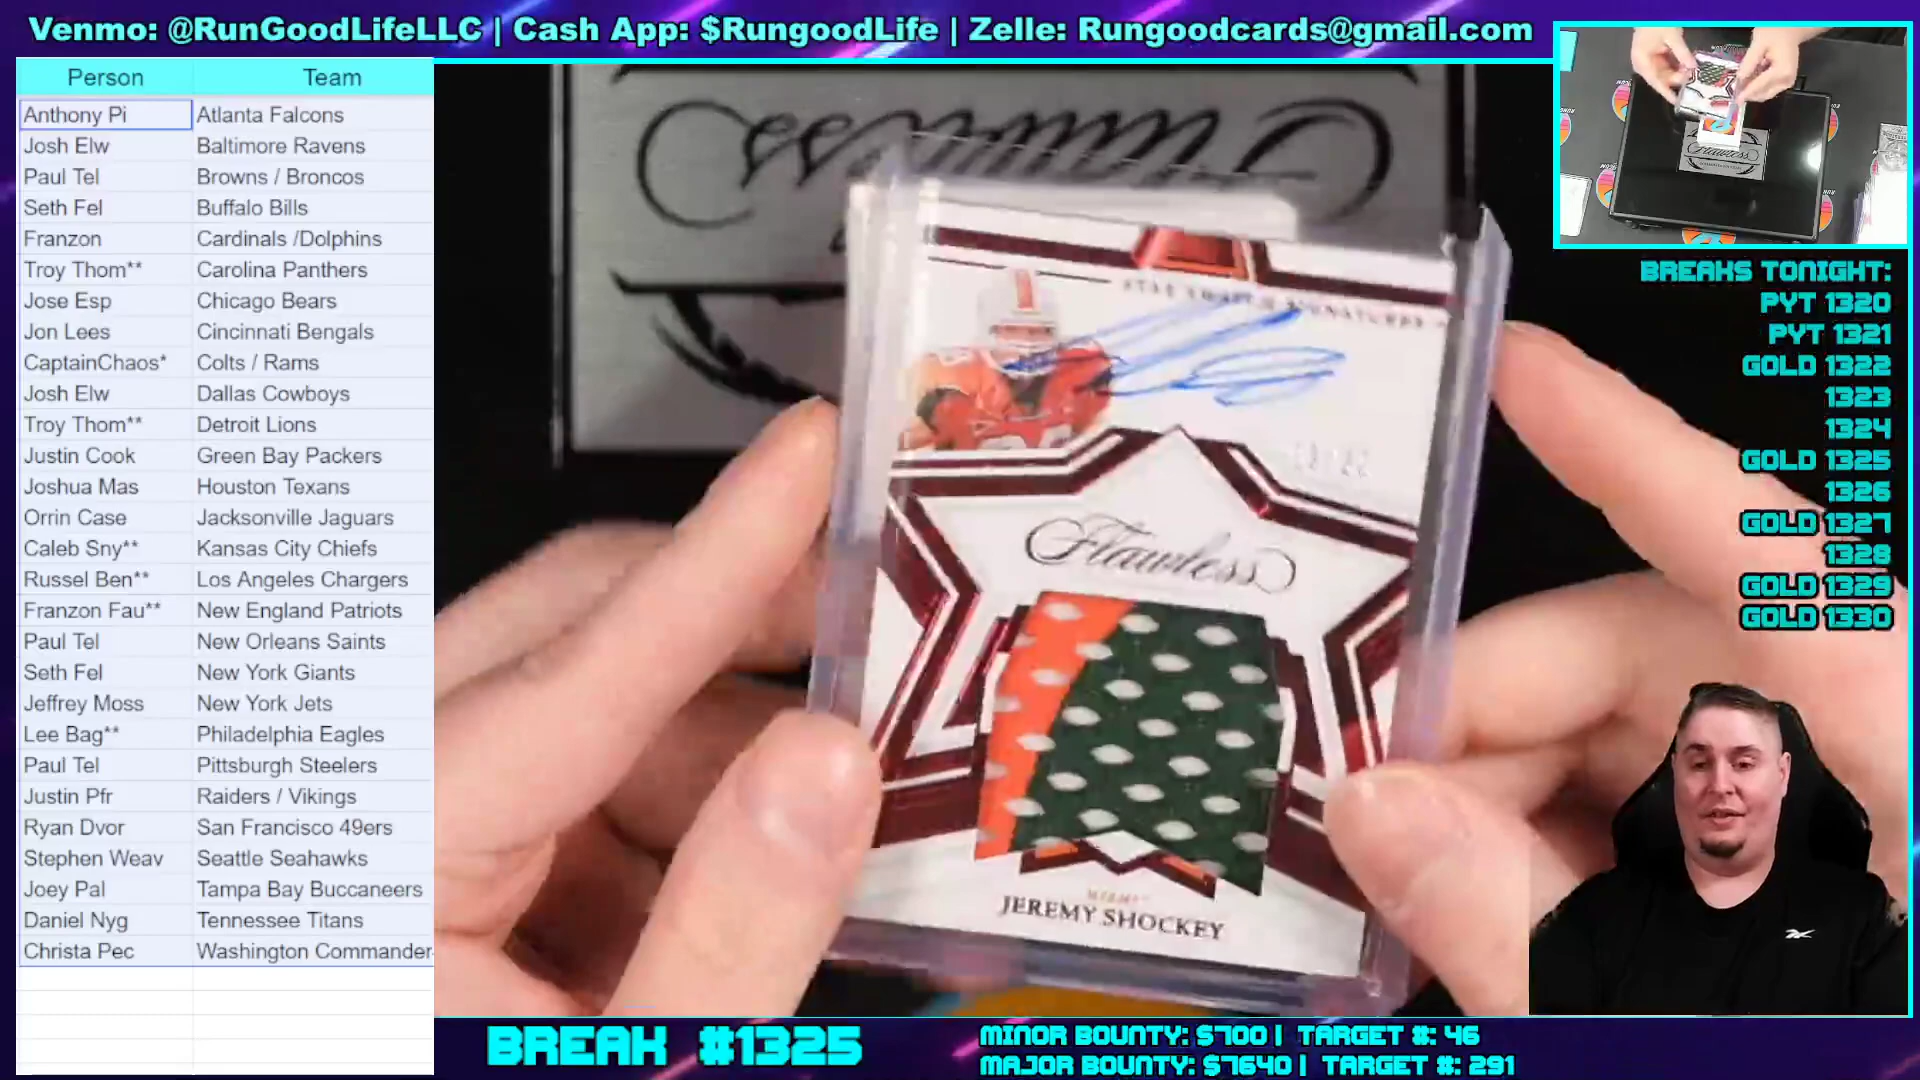 Venmo: @RunGoodLifeLLC | Cash App: $RungoodLife | Zelle: Rungoodcards@gmail.com
Person Team
Anthony Pi Atlanta Falcons
Josh Elw Baltimore Ravens
Paul Tel Browns / Broncos
Seth Fel Buffalo Bills
Franzon Cardinals /Dolphins
Troy Thom** Carolina Panthers
Jose Esp Chicago Bears
Jon Lees Cincinnati Bengals
CaptainChaos* Colts / Rams
Josh Elw Dallas Cowboys
Troy Thom** Detroit Lions
Justin Cook Green Bay Packers
Joshua Mas Houston Texans
Orrin Case Jacksonville Jaguars
Caleb Sny** Kansas City Chiefs
Russel Ben** Los Angeles Chargers
Franzon Fau** New England Patriots
Paul Tel New Orleans Saints
Seth Fel New York Giants
Jeffrey Moss New York Jets
Lee Bag** Philadelphia Eagles
Paul Tel Pittsburgh Steelers
Justin Pfr Raiders / Vikings
Ryan Dvor San Francisco 49ers
Stephen Weav Seattle Seahawks
Joey Pal Tampa Bay Buccaneers
Daniel Nyg Tennessee Titans
Christa Pec Washington Commander
Flawless
Flawless
MIAMI
JEREMY SHOCKEY
Flawless
BREAKS TONIGHT:
PYT 1320
PYT 1321
GOLD 1322
1323
1324
GOLD 1325
1326
GOLD 1327
1328
GOLD 1329
GOLD 1330
BREAK #1325
MINOR BOUNTY: $700 | TARGET #: 46
MAJOR BOUNTY: $7640 | TARGET #: 291